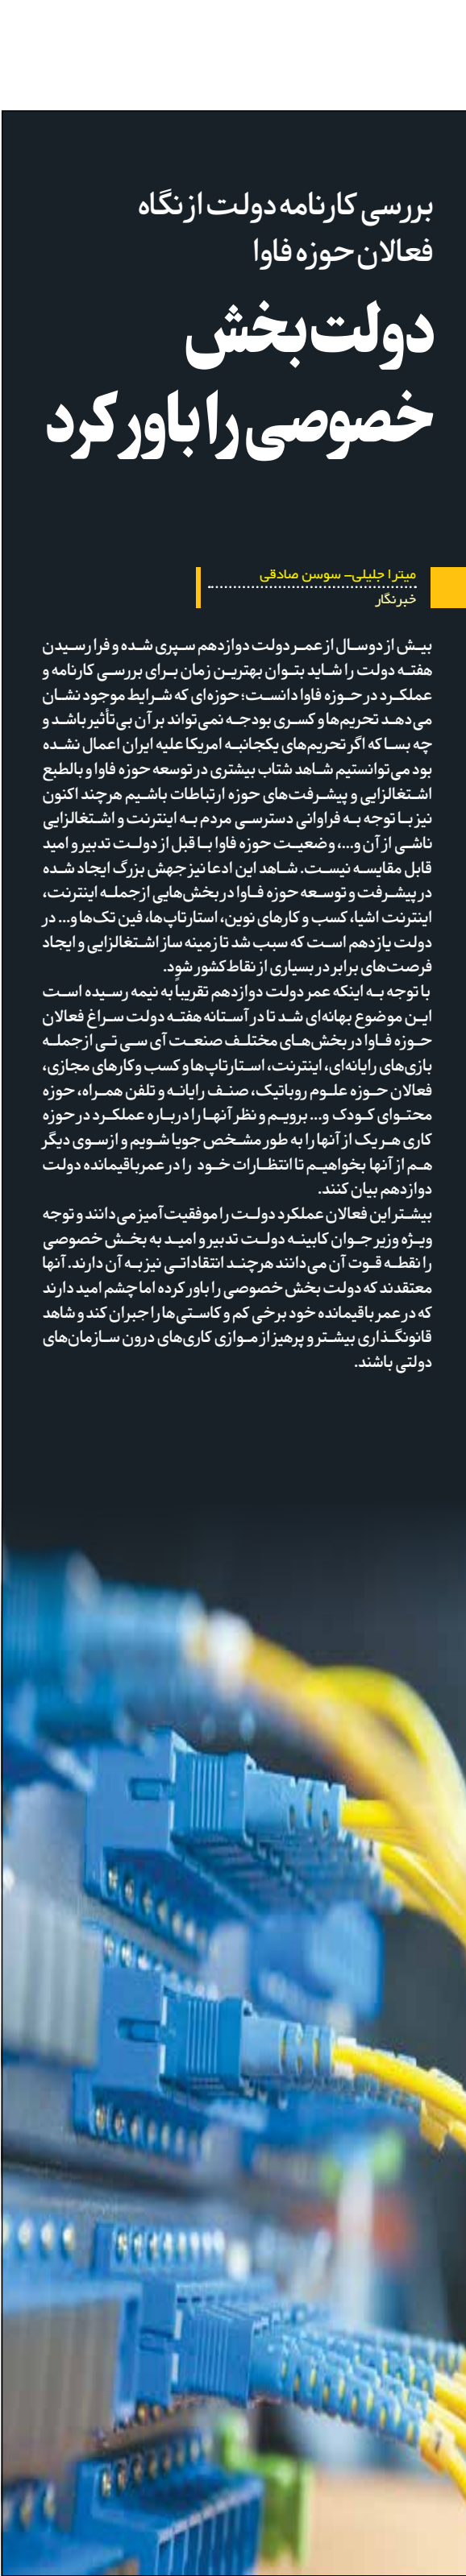 بررسی کارنامه دولت از نگاه
فعالان حوزه فاوا
دولت بخش
خصوصی را باور کرد
میترا جلیلی- سوسن صادقی
خبرنگار
بیش از دوسال از عمر دولت دوازدهم سپری شده و فرا رسیدن
هفته دولت را شاید بتوان بهترین زمان برای بررسی کارنامه و
عملکرد در حوزه فاوا دانست؛ حوزه‌ای که شرایط موجود نشان
می‌دهد تحریم‌ها و کسری بودجه نمی‌تواند بر آن بی‌تأثیر باشد و
چه بسا که اگر تحریم‌های یکجانبه امریکا علیه ایران اعمال نشده
بود می‌توانستیم شاهد شتاب بیشتری در توسعه حوزه فاوا و بالطبع
اشتغالزایی و پیشرفت‌های حوزه ارتباطات باشیم هرچند اکنون
نیز با توجه به فراوانی دسترسی مردم به اینترنت و اشتغالزایی
ناشی از آن و...، وضعیت حوزه فاوا با قبل از دولت تدبیر و امید
قابل مقایسه نیست. شاهد این ادعا نیز جهش بزرگ ایجاد شده
در پیشرفت و توسعه حوزه فاوا در بخش‌هایی ازجمله اینترنت،
اینترنت اشیا، کسب و کارهای نوین، استارتاپ‌ها، فین تک‌ها و... در
دولت یازدهم است که سبب شد تا زمینه ساز اشتغالزایی و ایجاد
فرصت‌های برابر در بسیاری از نقاط کشور شود.
با توجه به اینکه عمر دولت دوازدهم تقریباً به نیمه رسیده است
این موضوع بهانه‌ای شد تا در آستانه هفته دولت سراغ فعالان
حوزه فاوا در بخش‌های مختلف صنعت آی سی تی ازجمله
بازی‌های رایانه‌ای، اینترنت، استارتاپ‌ها و کسب وکارهای مجازی،
فعالان حوزه علوم روباتیک، صنف رایانه و تلفن همراه، حوزه
محتوای کودک و... برویم و نظر آنها را درباره عملکرد در حوزه
کاری هر یک از آنها را به طور مشخص جویا شویم و ازسوی دیگر
هم از آنها بخواهیم تا انتظارات خود را در عمر باقیمانده دولت
دوازدهم بیان کنند.
بیشتر این فعالان عملکرد دولت را موفقیت آمیز می‌دانند و توجه
ویژه وزیر جوان کابینه دولت تدبیر و امید به بخش خصوصی
را نقطه قوت آن می‌دانند هرچند انتقاداتی نیز به آن دارند. آنها
معتقدند که دولت بخش خصوصی را باور کرده اما چشم امید دارند
که در عمر باقیمانده خود برخی کم و کاستی‌ها را جبران کند و شاهد
قانونگذاری بیشتر و پرهیز از موازی کاری‌های درون سازمان‌های
دولتی باشند.